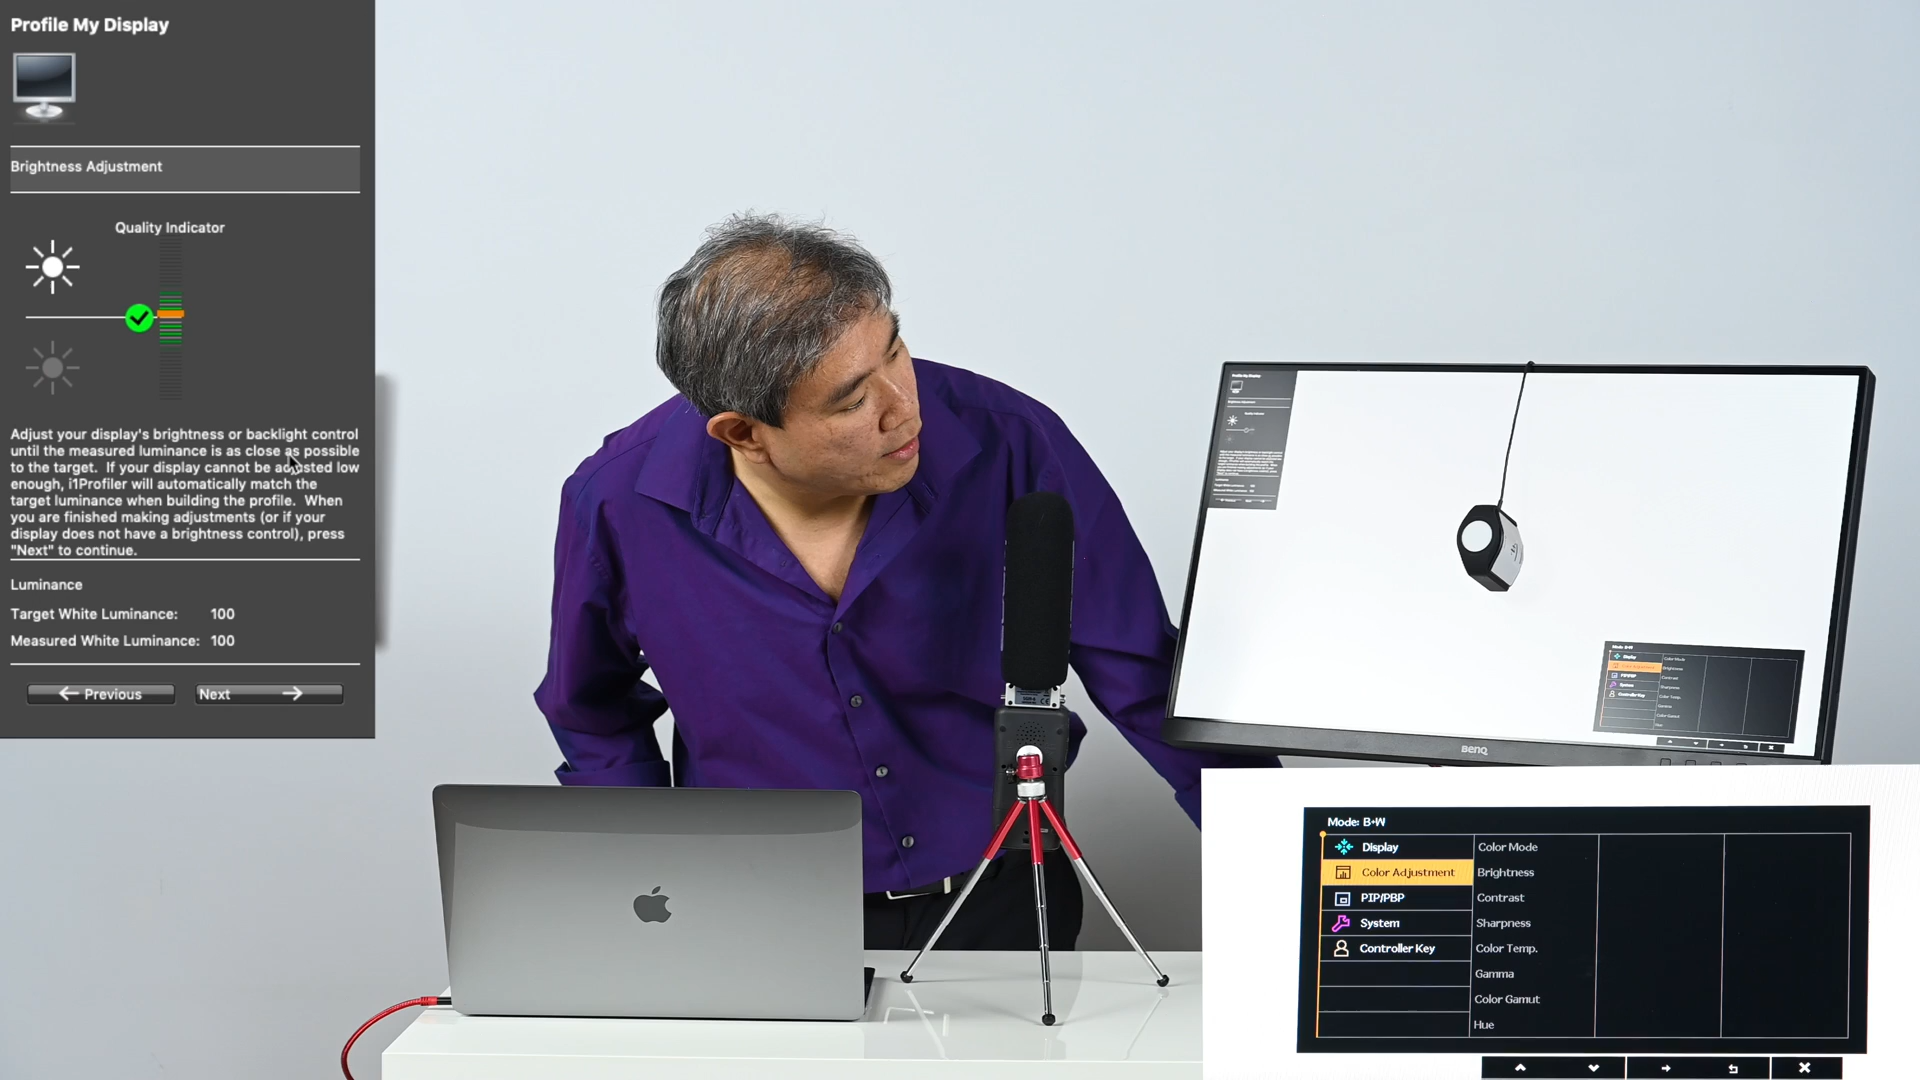 Profile My Display
Brightness Adjustment
Quality Indicator
Adjust your display's brightness or backlight control
until the measured luminance is as close as possible
to the target. If your display cannot be adjusted low
enough, i1Profiler will automatically match the
target luminance when building the profile. When
you are finished making adjustments (or if your
display does not have a brightness control), press
"Next" to continue.
Luminance
Target White Luminance: 100
Measured White Luminance: 100
Previous
Next
Profile My Display
BenQ
Mode: B+W
Display
Color Adjustment
PIP/PBP
System
Controller Key
Color Mode
Brightness
Contrast
Sharpness
Color Temp.
Gamma
Color Gamut
Hue